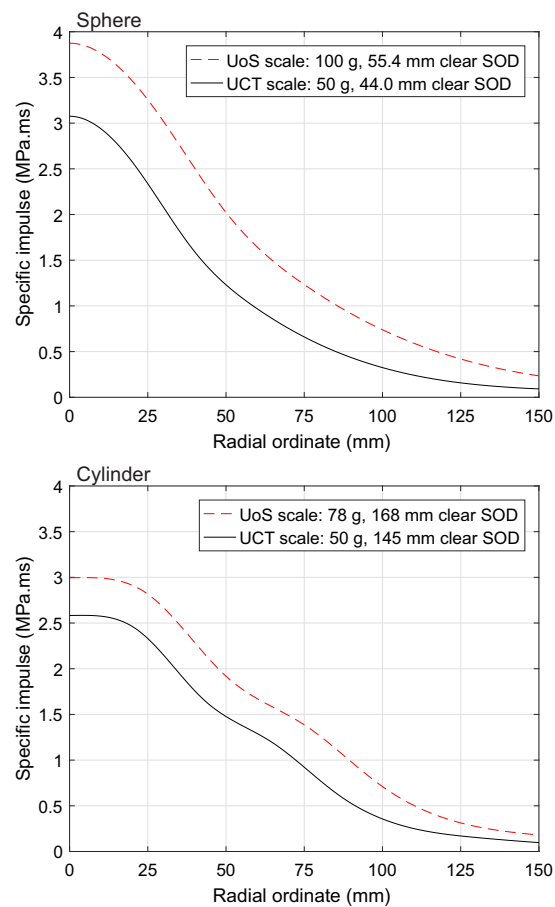 Sphere
4
3.5
3
2.5
2
1.5
1
0.5
0
Specific impulse (MPa.ms)
UoS scale: 100 g, 55.4 mm clear SOD
UCT scale: 50 g, 44.0 mm clear SOD
0 25 50 75 100 125 150
Radial ordinate (mm)
Cylinder
4
3.5
3
2.5
2
1.5
1
0.5
0
Specific impulse (MPa.ms)
UoS scale: 78 g, 168 mm clear SOD
UCT scale: 50 g, 145 mm clear SOD
0 25 50 75 100 125 150
Radial ordinate (mm)